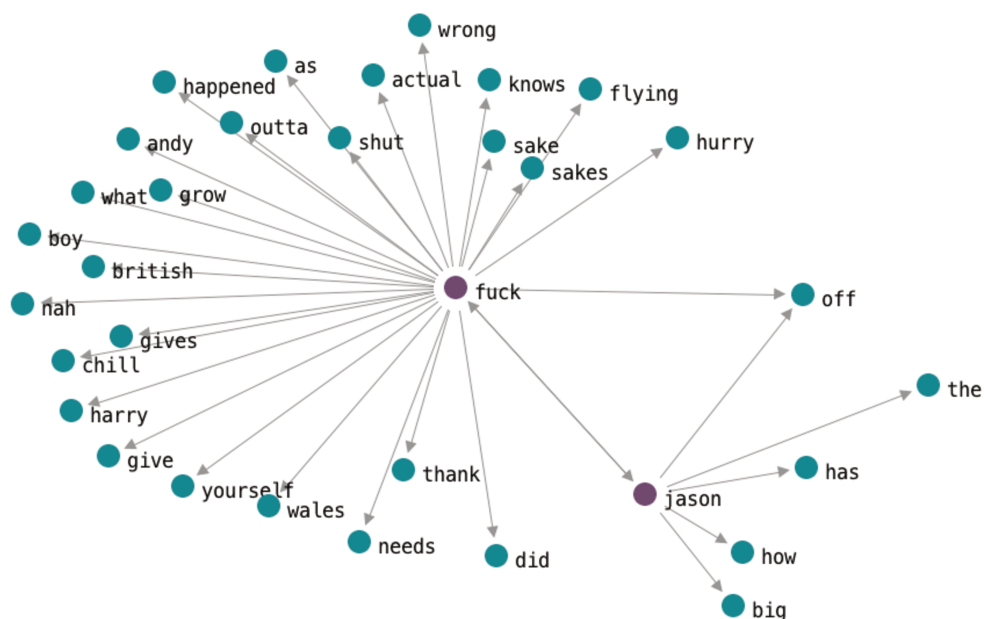 wrong
as
actual
knows
happened
flying
outta
shut
hurry
andy
sake
sakes
what
grow
boy
british
fuck
off
nah
gives
chill
the
harry
give
thank
has
yourself
jason
wales
needs
did
how
big